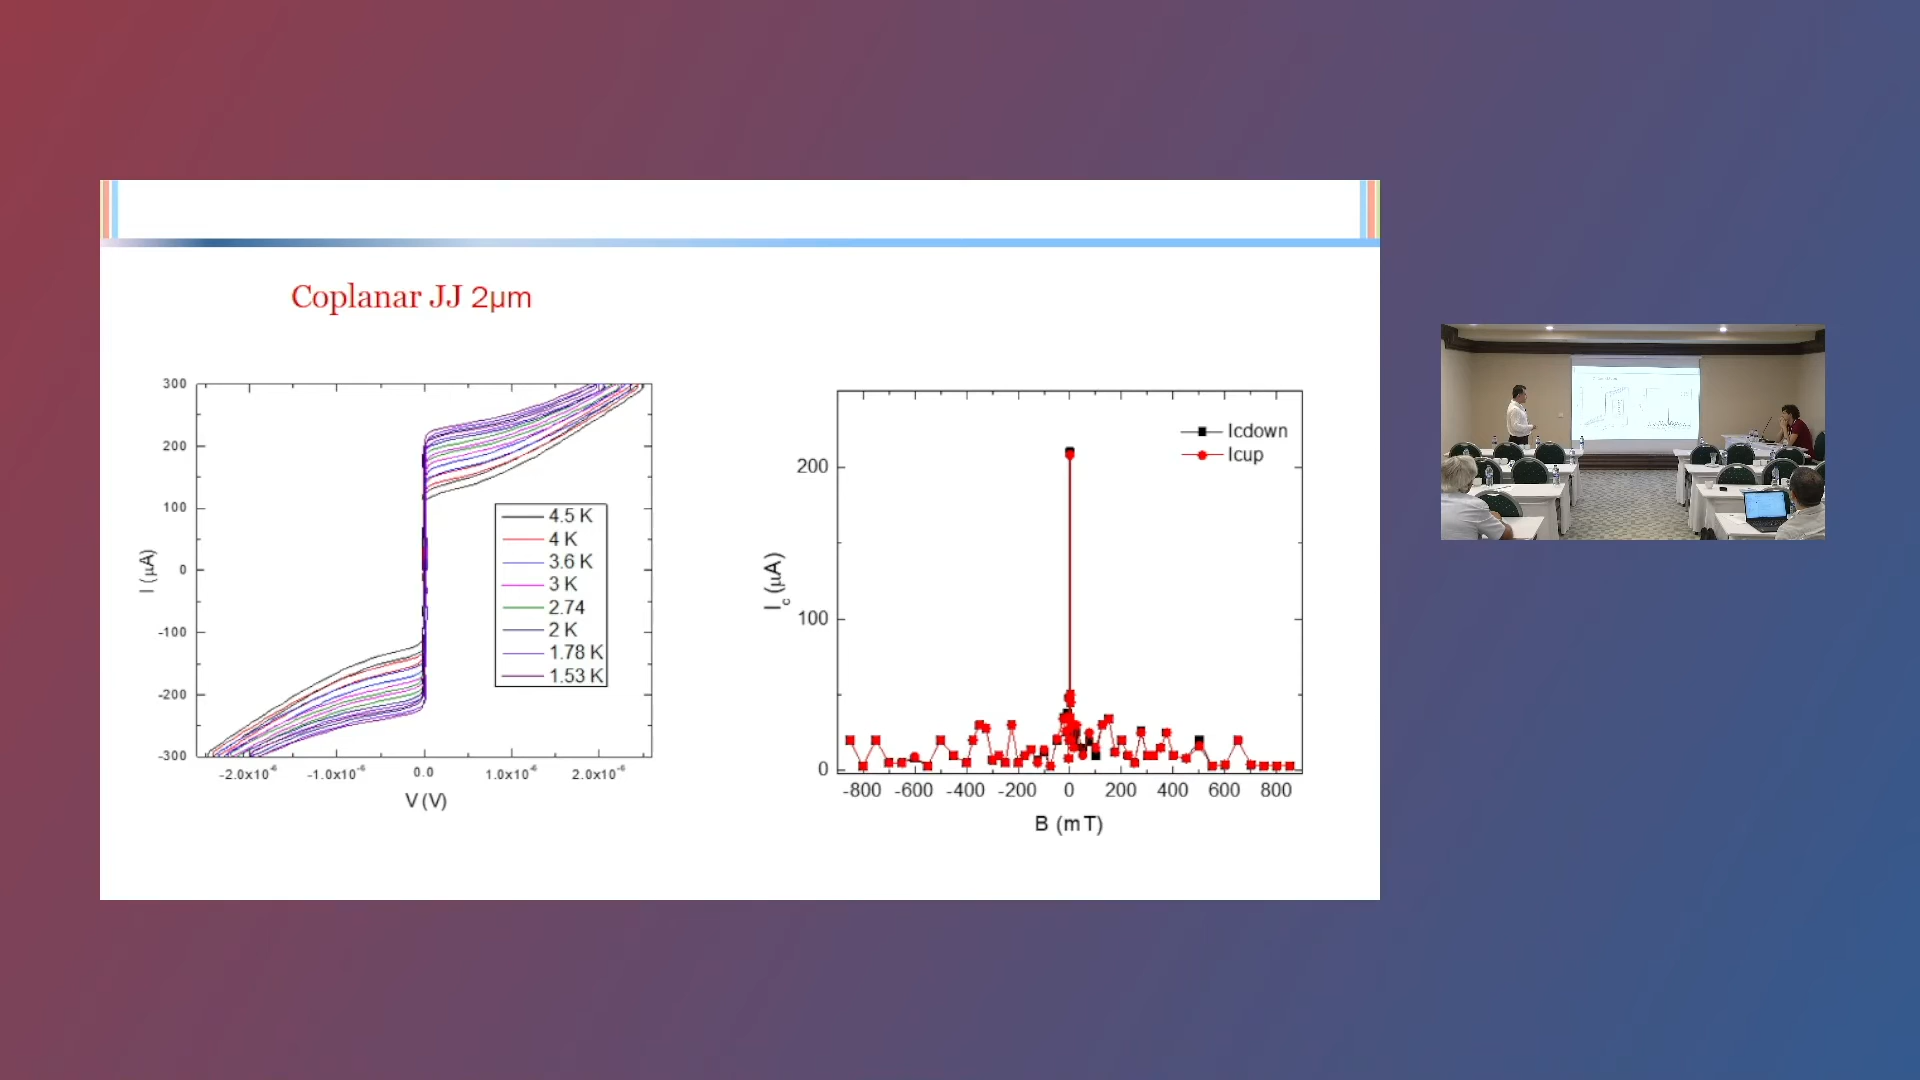 Coplanar JJ 2µm
300
200
100
0
-100
-200
-300
I (µA)
-2.0x10⁻⁶ -1.0x10⁻⁶ 0.0 1.0x10⁻⁶ 2.0x10⁻⁶
V (V)
4.5 K
4 K
3.6 K
3 K
2.74
2 K
1.78 K
1.53 K
200
100
0
I_c (µA)
Icdown
Icup
-800 -600 -400 -200 0 200 400 600 800
B (mT)